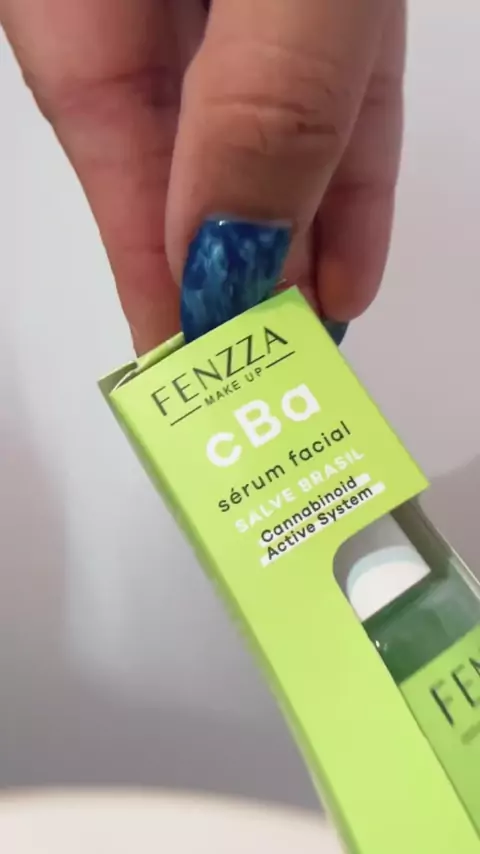 FENZZA
MAKE UP
cBa
sérum facial
SALVE BRASIL
Cannabinoid
Active System